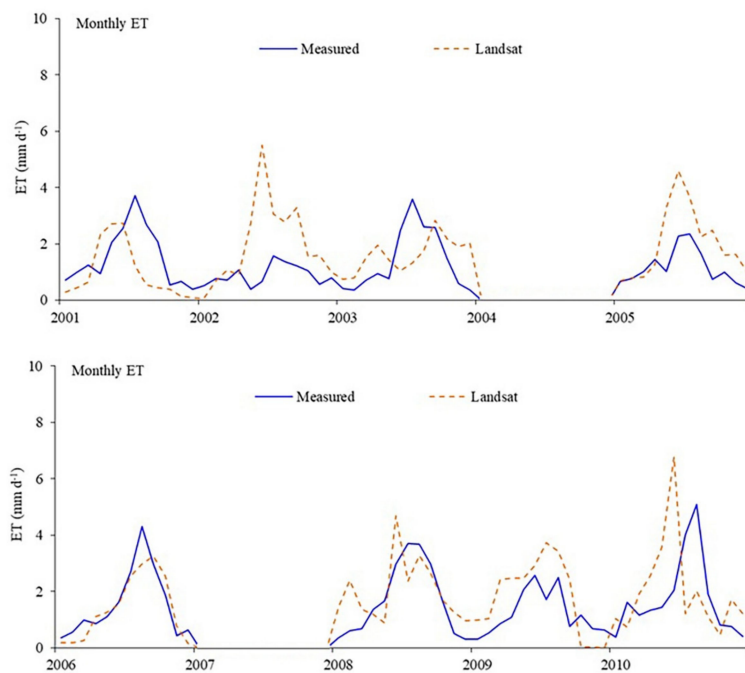 10
Monthly ET
Measured
Landsat
8
6
4
2
0
ET (mm d⁻¹)
2001
2002
2003
2004
2005
10
Monthly ET
Measured
Landsat
8
6
4
2
0
ET (mm d⁻¹)
2006
2007
2008
2009
2010